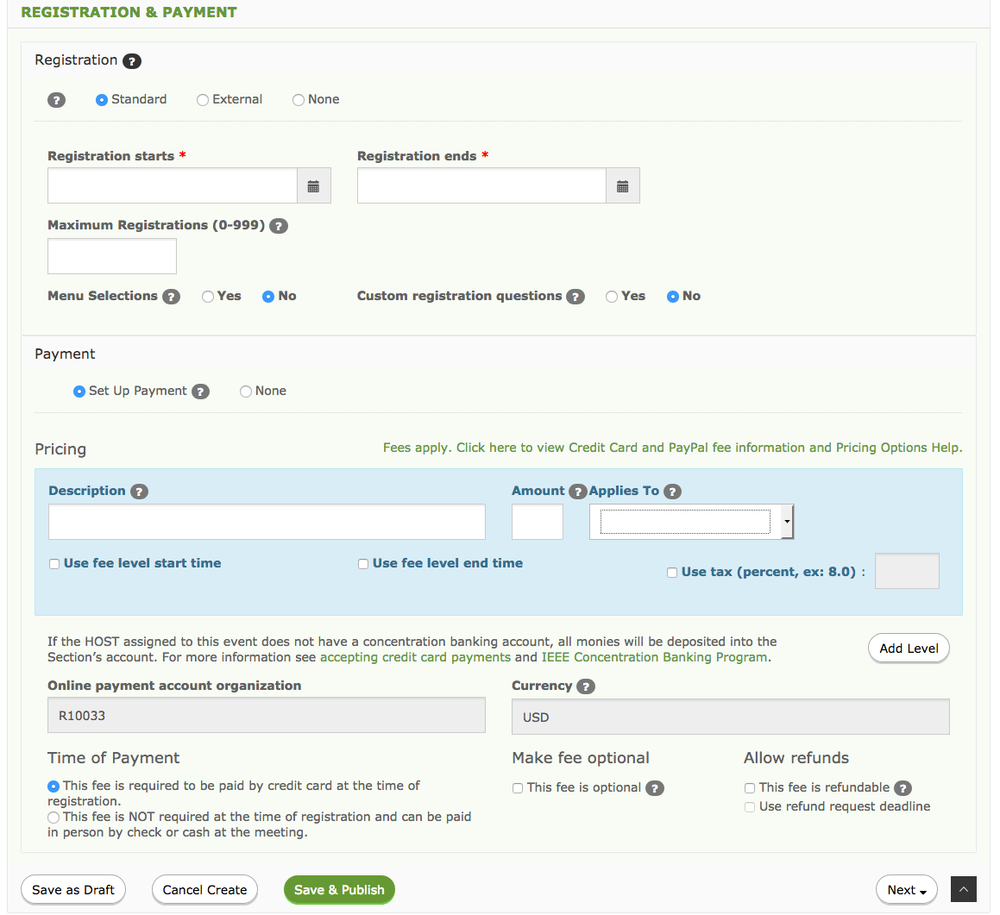 REGISTRATION & PAYMENT
Registration ?
? Standard External None
Registration starts * Registration ends *
Maximum Registrations (0-999) ?
Menu Selections ? Yes No Custom registration questions ? Yes No
Payment
Set Up Payment ? None
Pricing Fees apply. Click here to view Credit Card and PayPal fee information and Pricing Options Help.
Description ? Amount ? Applies To ?
Use fee level start time Use fee level end time
Use tax (percent, ex: 8.0) :
If the HOST assigned to this event does not have a concentration banking account, all monies will be deposited into the
Section's account. For more information see accepting credit card payments and IEEE Concentration Banking Program.
Add Level
Online payment account organization Currency ?
R10033 USD
Time of Payment Make fee optional Allow refunds
This fee is required to be paid by credit card at the time of
registration.
This fee is NOT required at the time of registration and can be paid
in person by check or cash at the meeting.
This fee is optional ? This fee is refundable ?
Use refund request deadline
Save as Draft Cancel Create Save & Publish Next